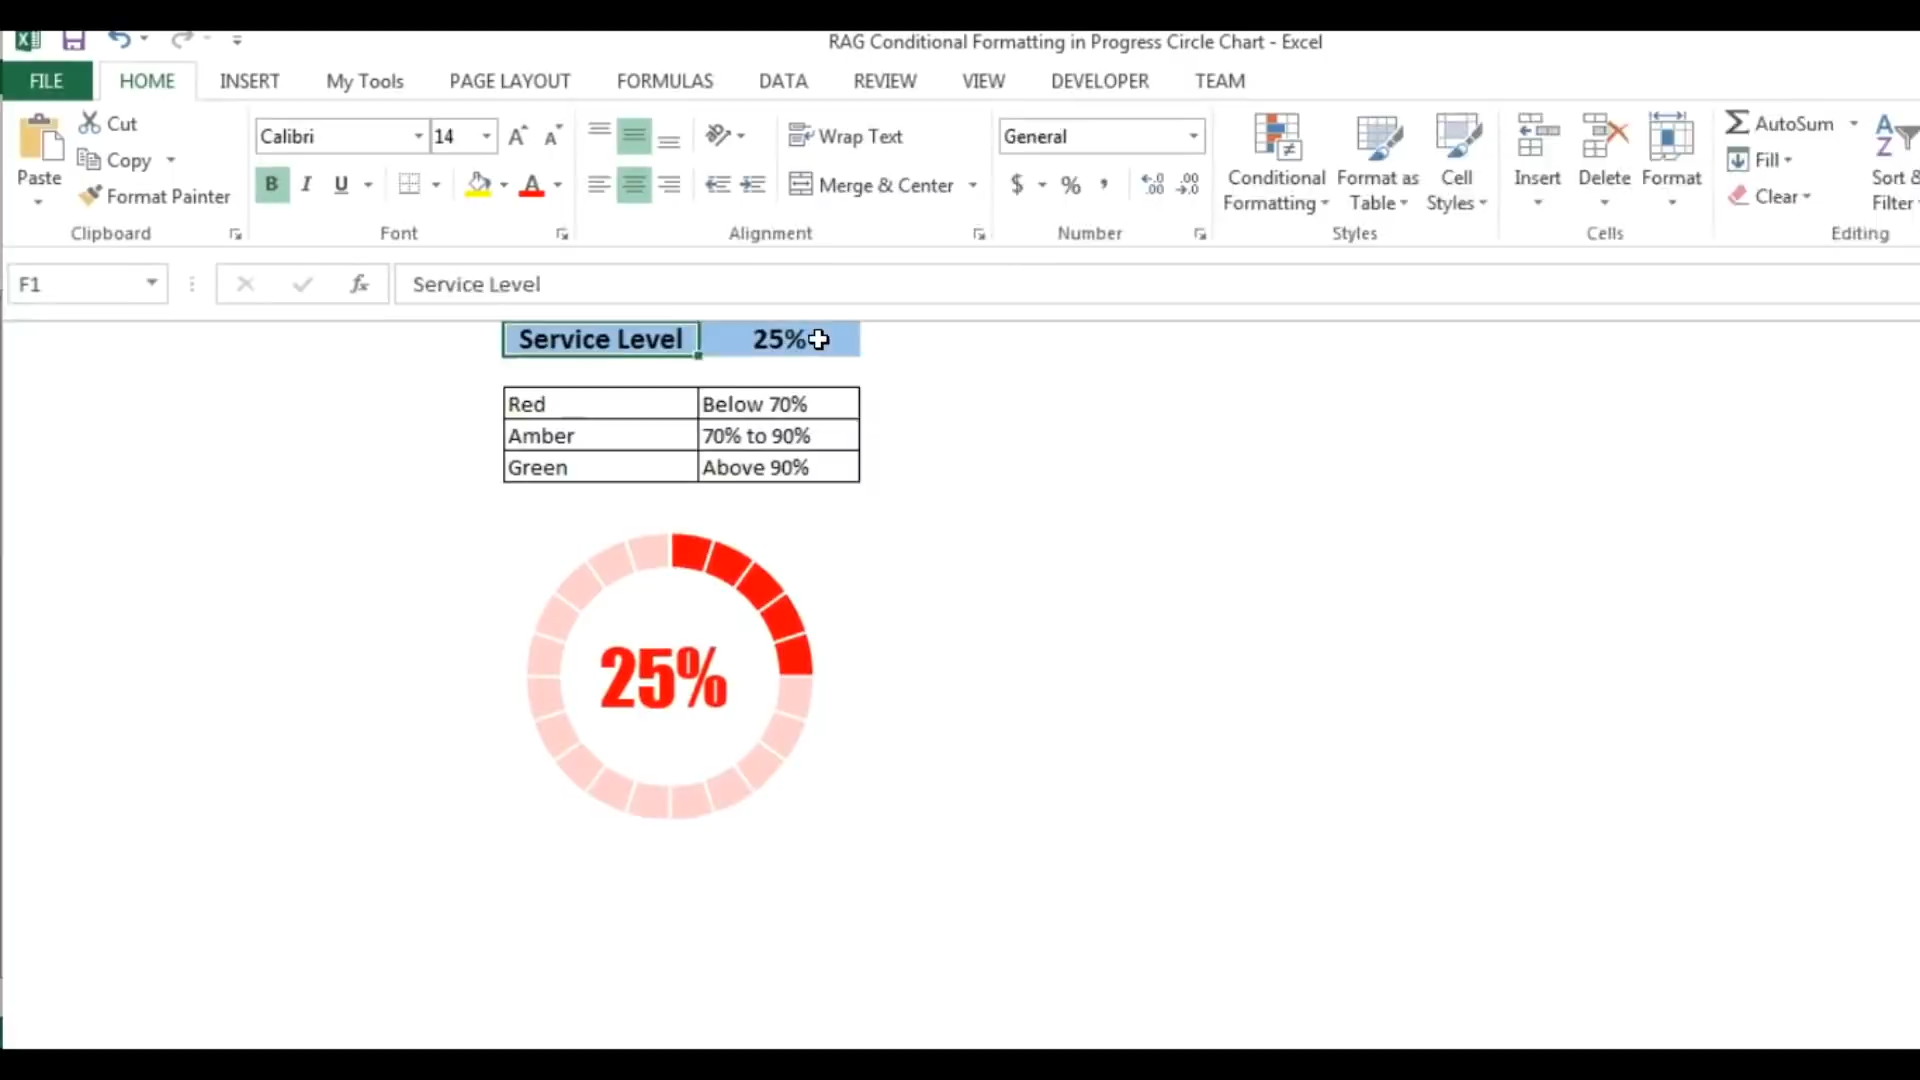 RAG Conditional Formatting in Progress Circle Chart - Excel
FILE HOME INSERT My Tools PAGE LAYOUT FORMULAS DATA REVIEW VIEW DEVELOPER TEAM
Paste
Cut
Copy
Format Painter
Clipboard
Calibri 14
B I U
Font
Wrap Text
Merge & Center
Alignment
General
$ % ,
Number
Conditional Formatting
Format as Table
Cell Styles
Styles
Insert Delete Format
Cells
AutoSum
Fill
Clear
Sort &
Filter
Editing
F1 fx Service Level
Service Level 25%
Red Below 70%
Amber 70% to 90%
Green Above 90%
25%